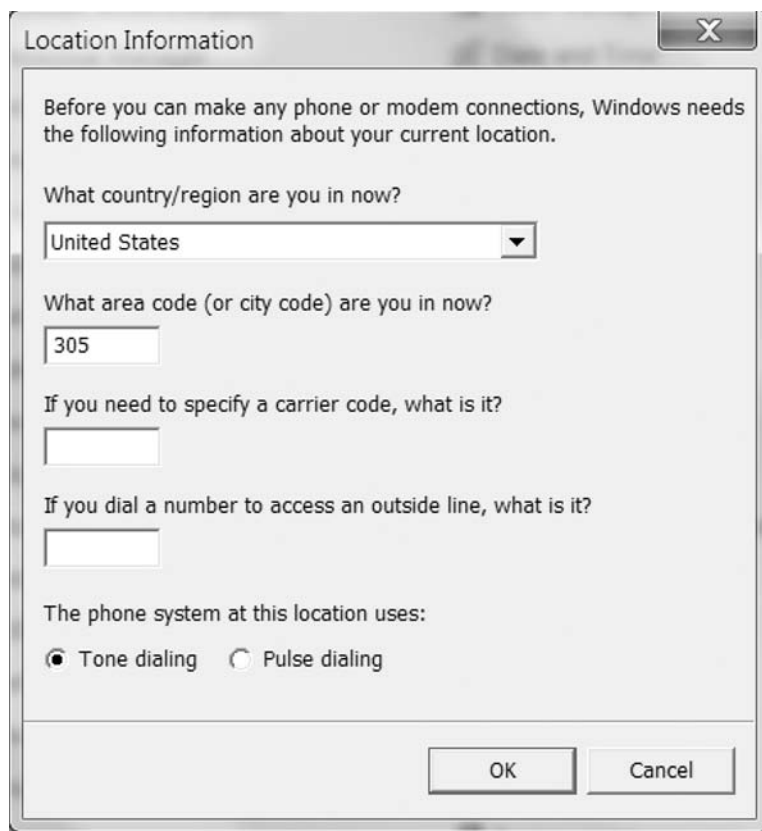 Location Information
Before you can make any phone or modem connections, Windows needs
the following information about your current location.
What country/region are you in now?
United States
What area code (or city code) are you in now?
305
If you need to specify a carrier code, what is it?
If you dial a number to access an outside line, what is it?
The phone system at this location uses:
Tone dialing Pulse dialing
OK Cancel